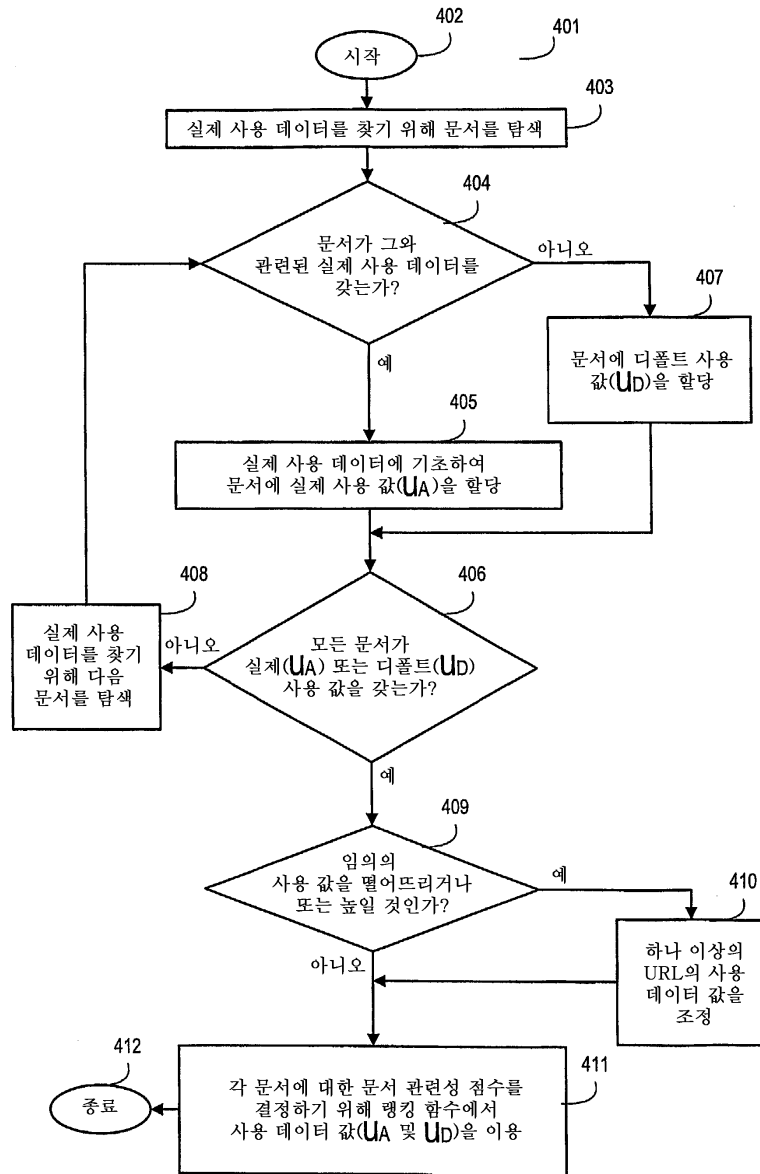 402
시작
401
403
실제 사용 데이터를 찾기 위해 문서를 탐색
404
문서가 그와
관련된 실제 사용 데이터를
갖는가?
아니오
예
407
문서에 디폴트 사용
값(UD)을 할당
405
실제 사용 데이터에 기초하여
문서에 실제 사용 값(UA)을 할당
408
실제 사용
데이터를 찾기
위해 다음
문서를 탐색
아니오
406
모든 문서가
실제(UA) 또는 디폴트(UD)
사용 값을 갖는가?
예
409
임의의
사용 값을 떨어뜨리거나
또는 높일 것인가?
예
아니오
410
하나 이상의
URL의 사용
데이터 값을
조정
411
각 문서에 대한 문서 관련성 점수를
결정하기 위해 랭킹 함수에서
사용 데이터 값(UA 및 UD)을 이용
412
종료